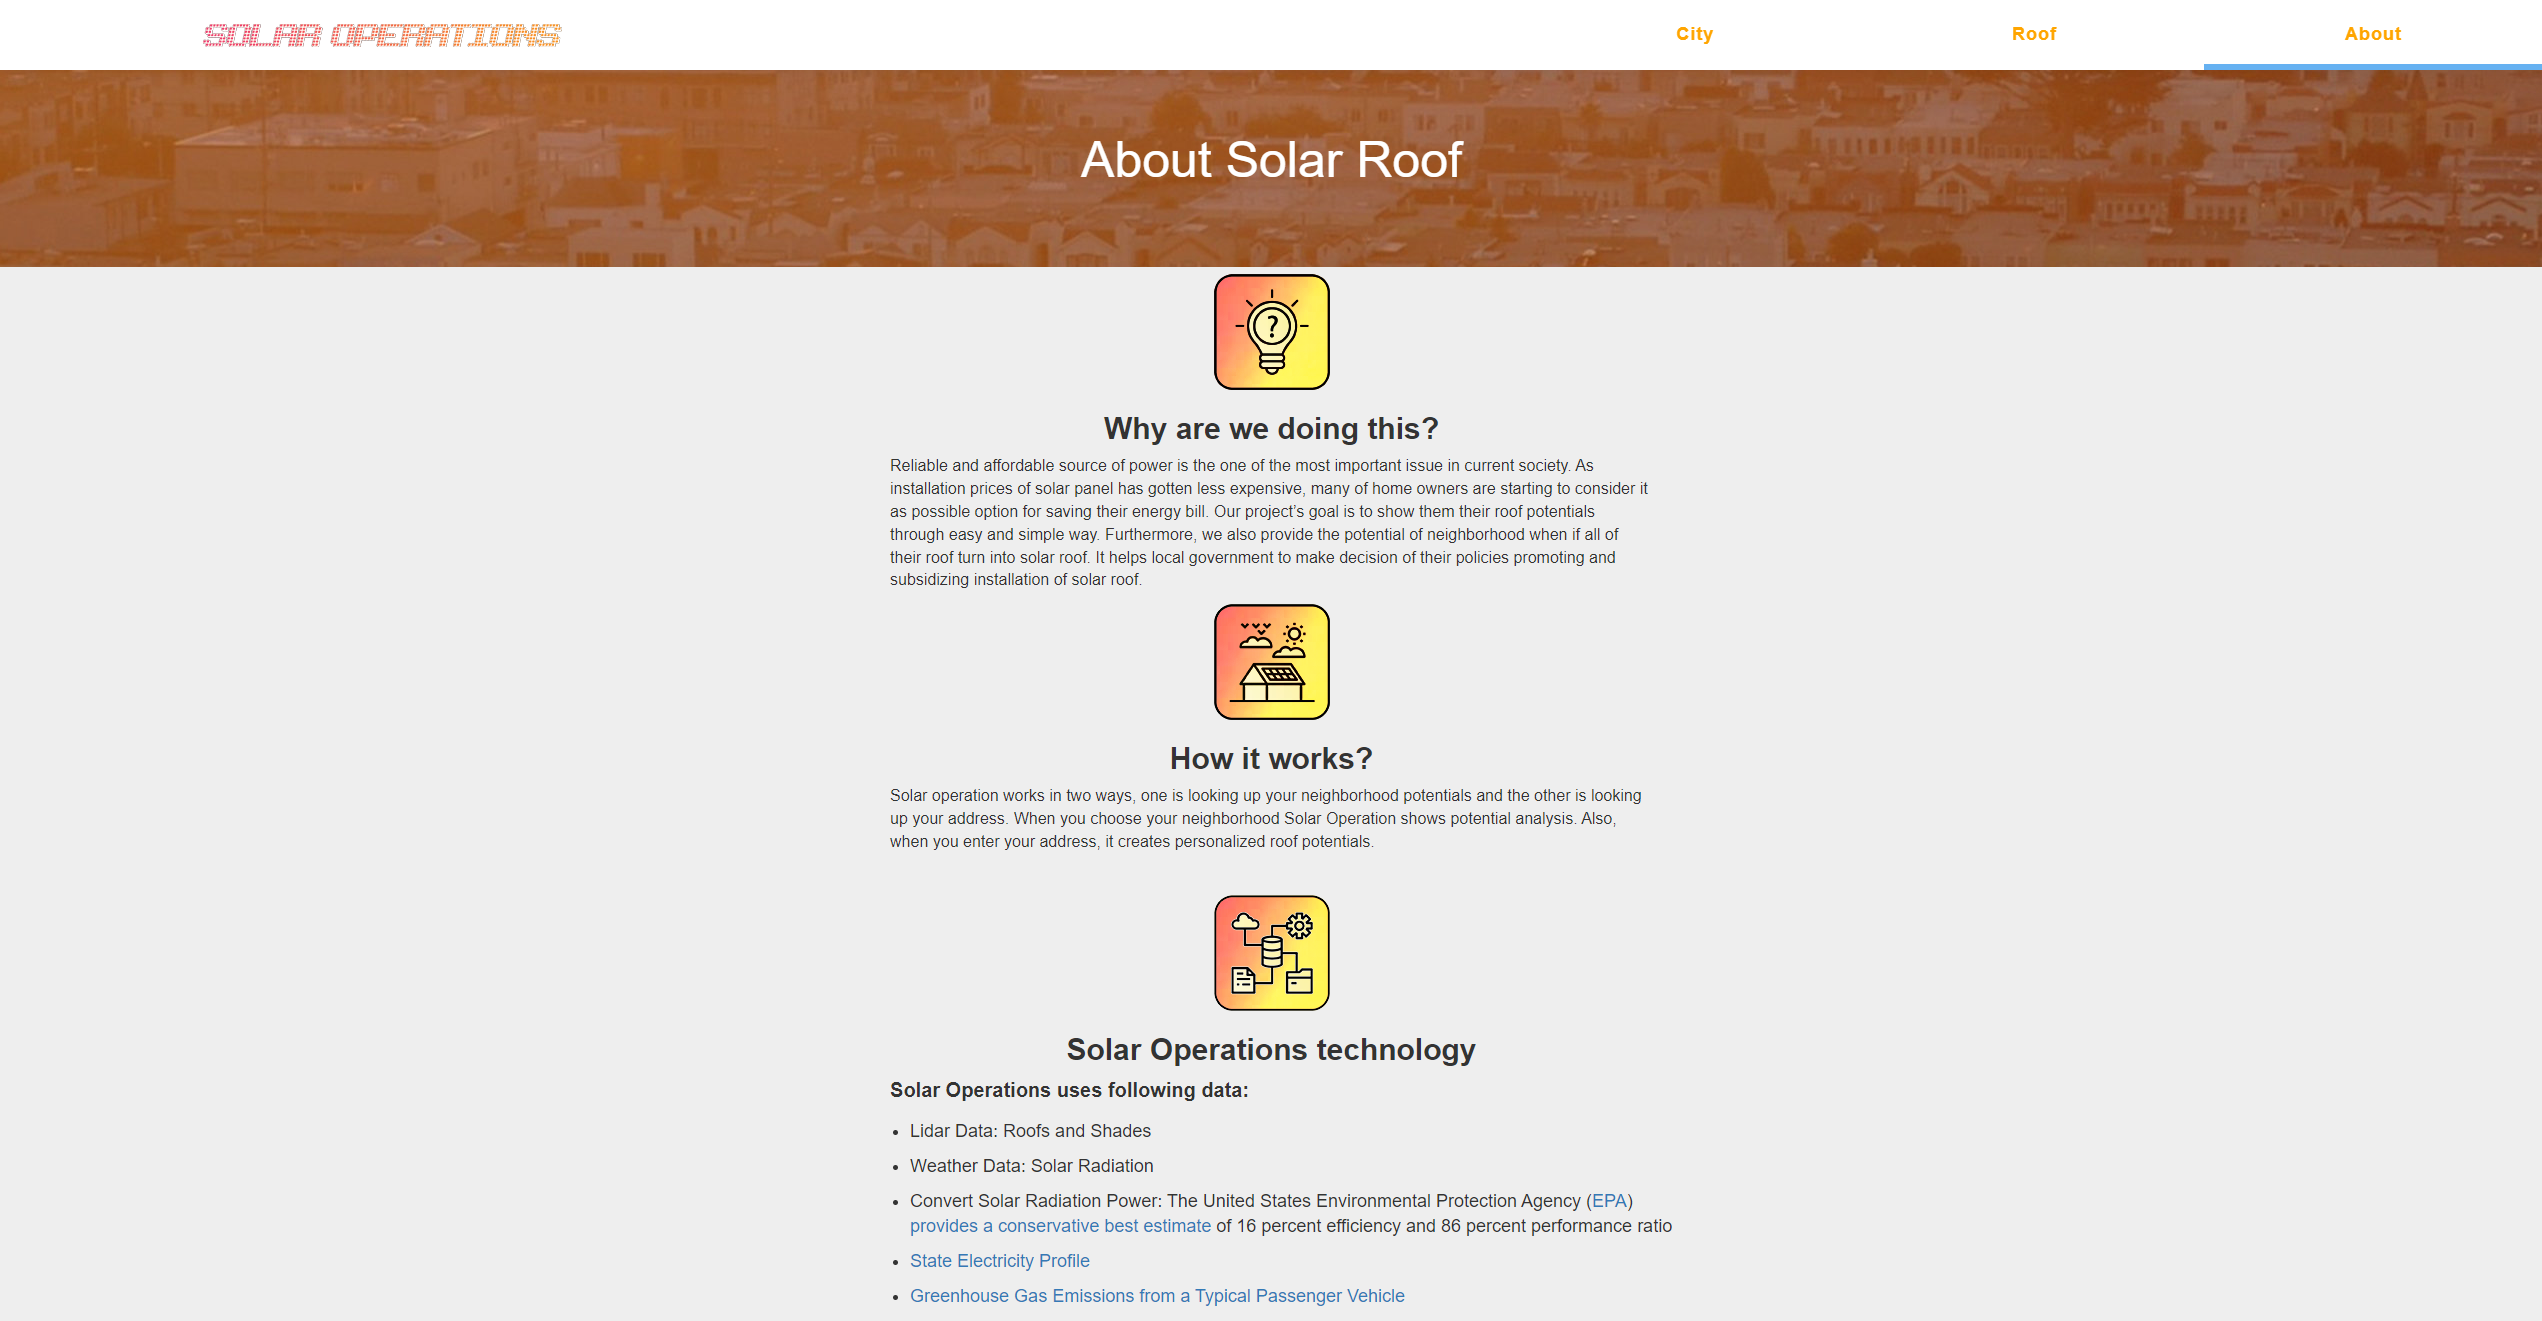 SOLAR OPERATIONS
City
Roof
About
About Solar Roof
?
Why are we doing this?
Reliable and affordable source of power is the one of the most important issue in current society. As
installation prices of solar panel has gotten less expensive, many of home owners are starting to consider it
as possible option for saving their energy bill. Our project’s goal is to show them their roof potentials
through easy and simple way. Furthermore, we also provide the potential of neighborhood when if all of
their roof turn into solar roof. It helps local government to make decision of their policies promoting and
subsidizing installation of solar roof.
How it works?
Solar operation works in two ways, one is looking up your neighborhood potentials and the other is looking
up your address. When you choose your neighborhood Solar Operation shows potential analysis. Also,
when you enter your address, it creates personalized roof potentials.
Solar Operations technology
Solar Operations uses following data:
• Lidar Data: Roofs and Shades
• Weather Data: Solar Radiation
• Convert Solar Radiation Power: The United States Environmental Protection Agency (EPA)
provides a conservative best estimate of 16 percent efficiency and 86 percent performance ratio
• State Electricity Profile
• Greenhouse Gas Emissions from a Typical Passenger Vehicle